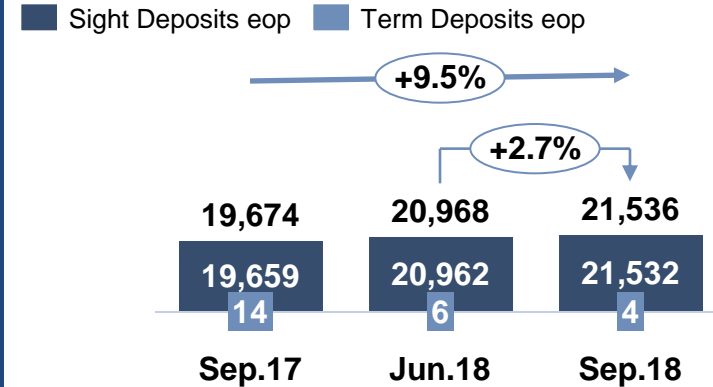 Sight Deposits eop Term Deposits eop
+9.5%
+2.7%
19,674 20,968 21,536
19,659 20,962 21,532
14 6 4
Sep.17 Jun.18 Sep.18